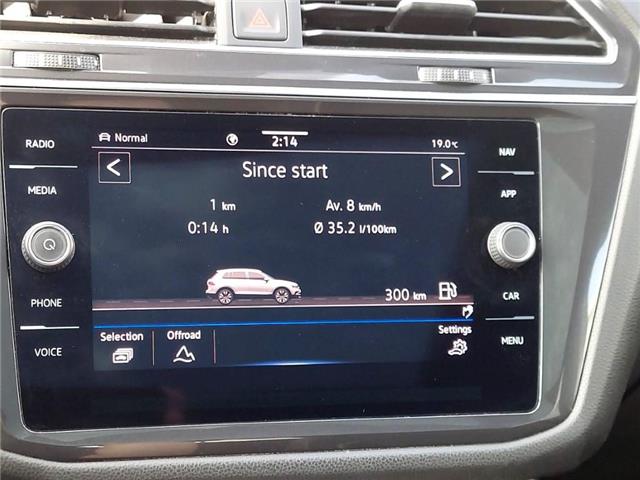 RADIO
MEDIA
PHONE
VOICE
Normal
2:14
19.0°C
Since start
1 km
Av. 8 km/h
0:14 h
Ø 35.2 l/100km
300 km
Selection
Offroad
Settings
NAV
APP
CAR
MENU